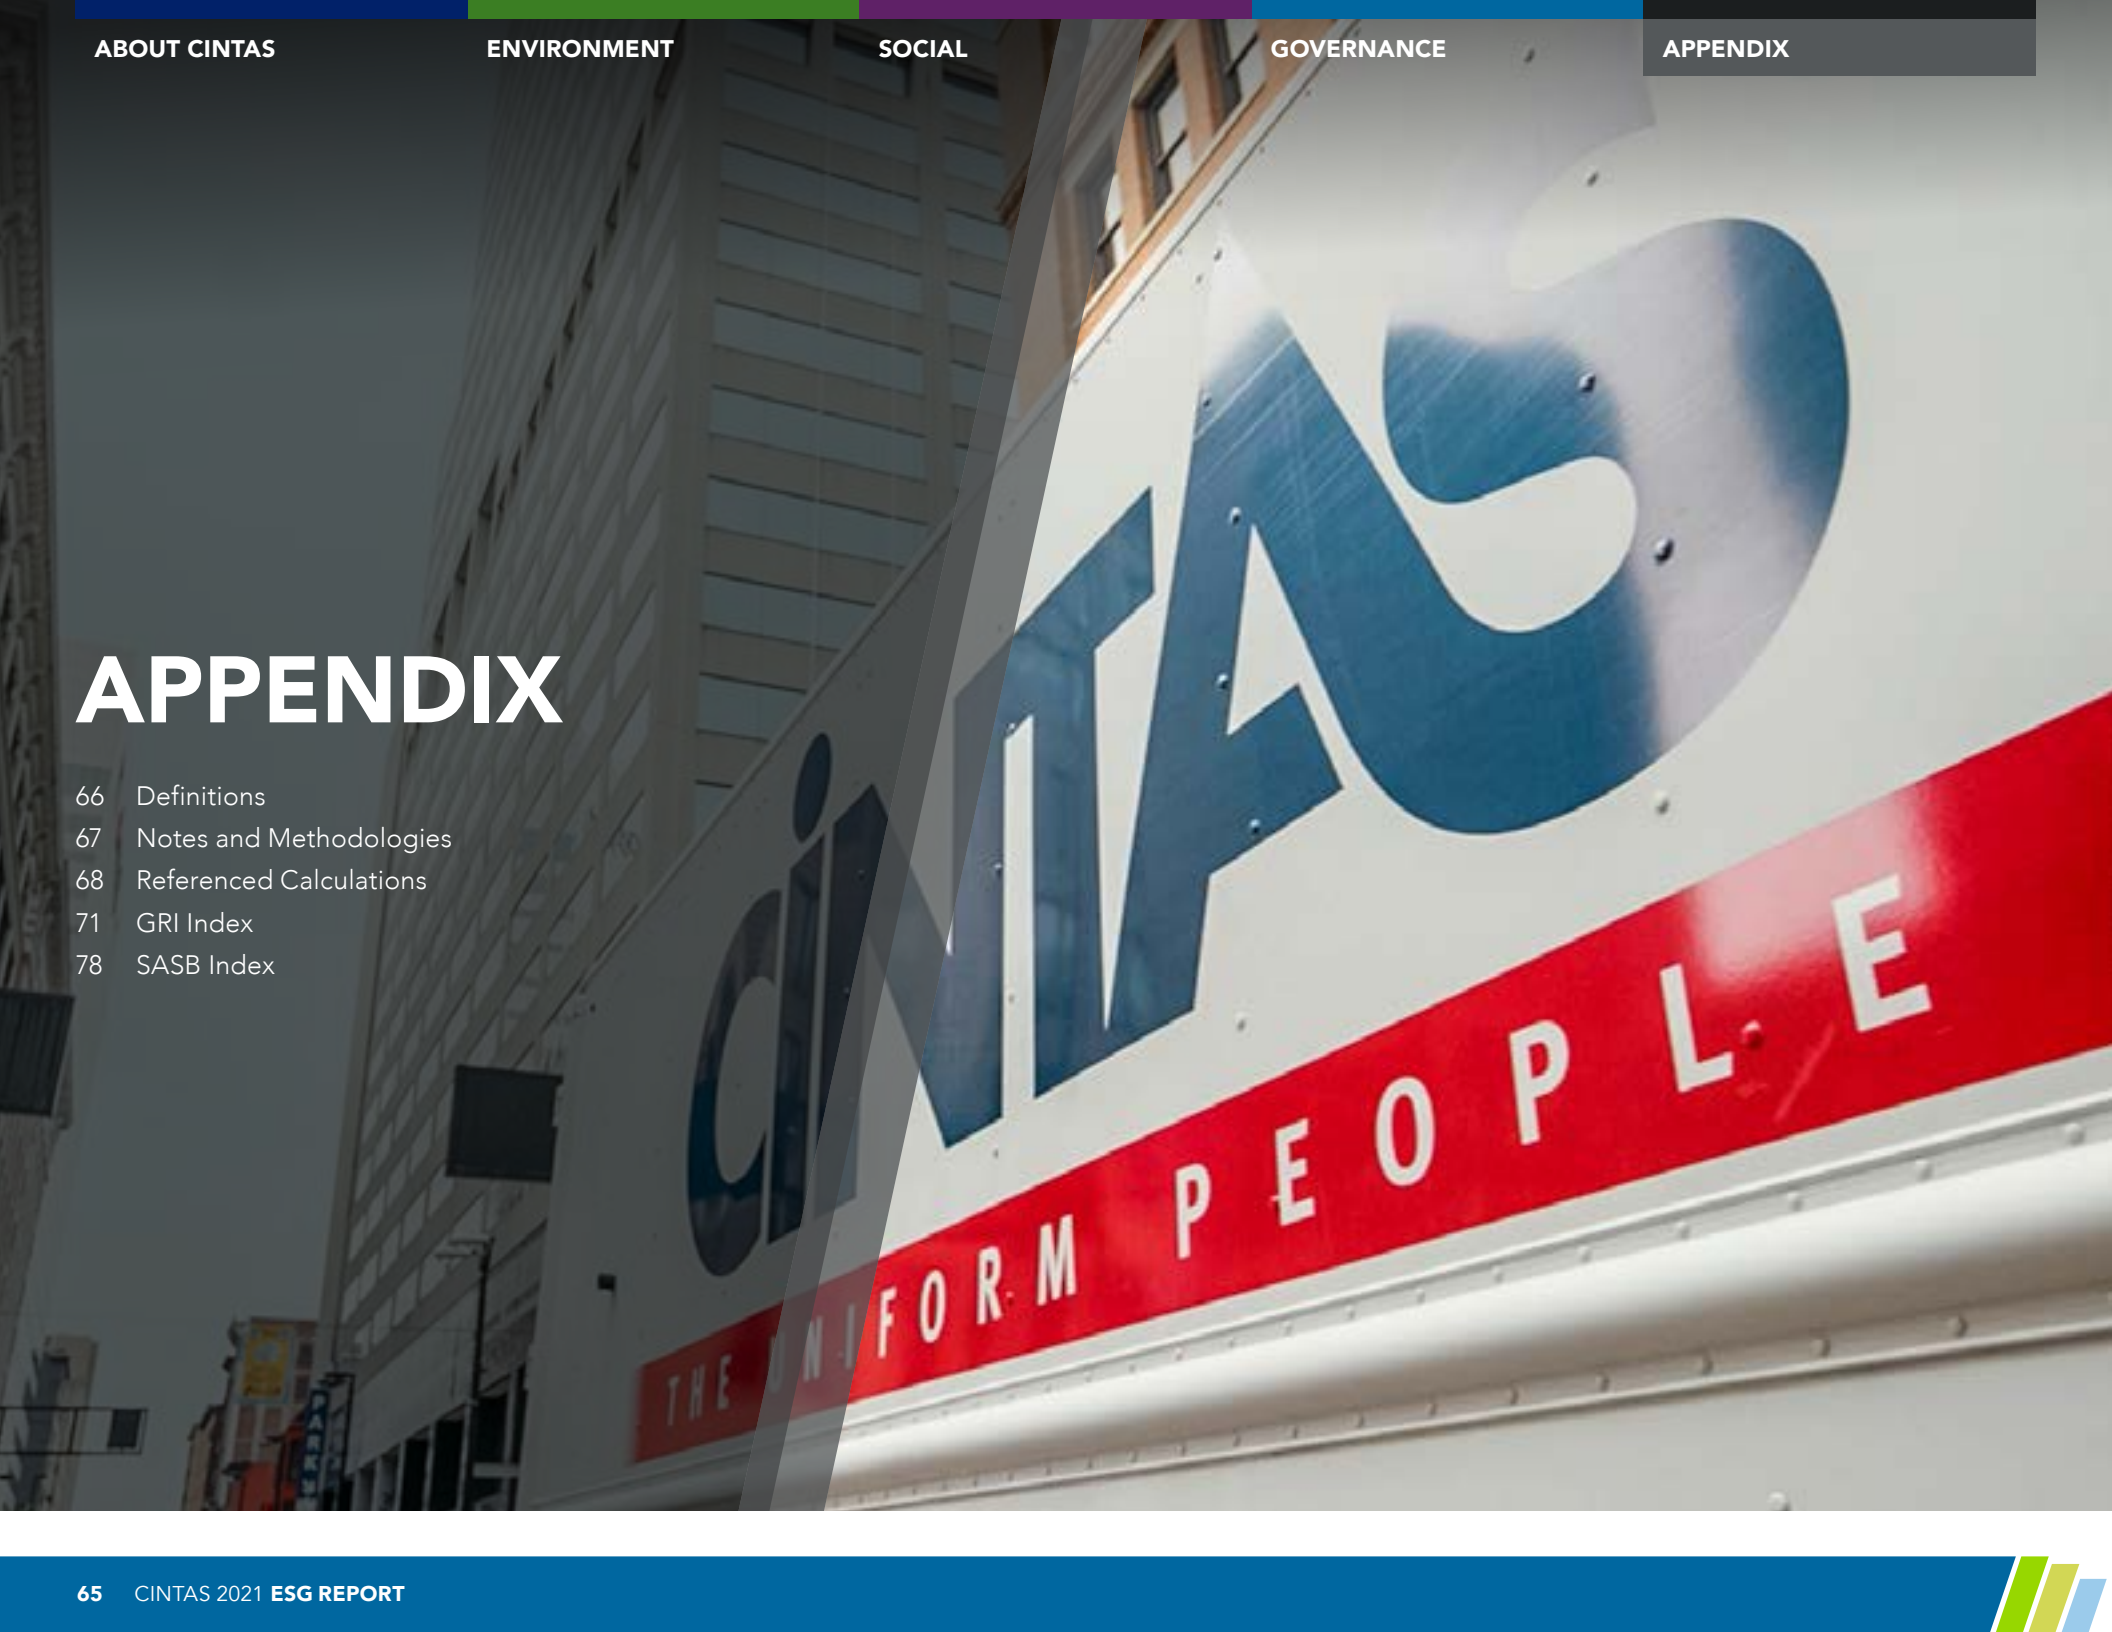 ABOUT CINTAS
ENVIRONMENT
SOCIAL
GOVERNANCE
APPENDIX
APPENDIX
66 Definitions
67 Notes and Methodologies
68 Referenced Calculations
71 GRI Index
78 SASB Index
CiNTAS
THE UNIFORM PEOPLE
PARK
65 CINTAS 2021 ESG REPORT